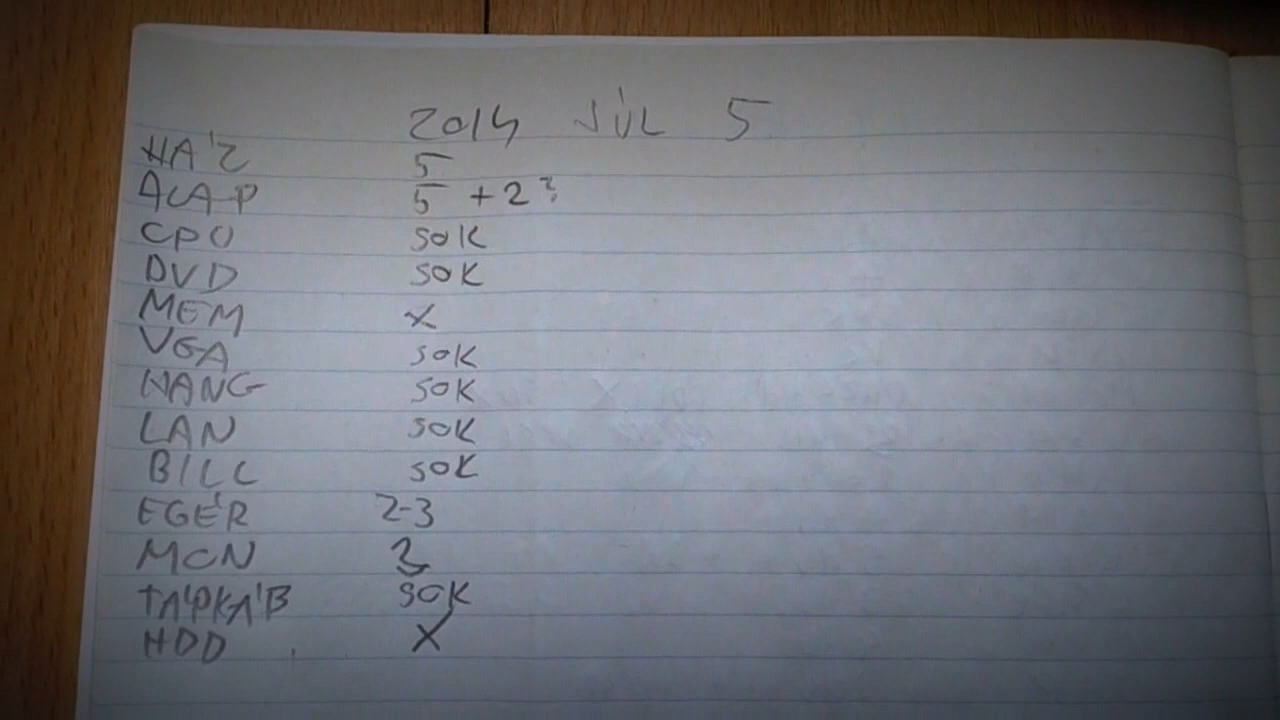 2014 JÚL 5
HÁZ 5
ALAP 5 +2?
CPU SOK
DVD SOK
MEM X
VGA SOK
HANG SOK
LAN SOK
BILL SOK
EGÉR 2-3
MON 3
TÁPKÁB SOK
HDD X